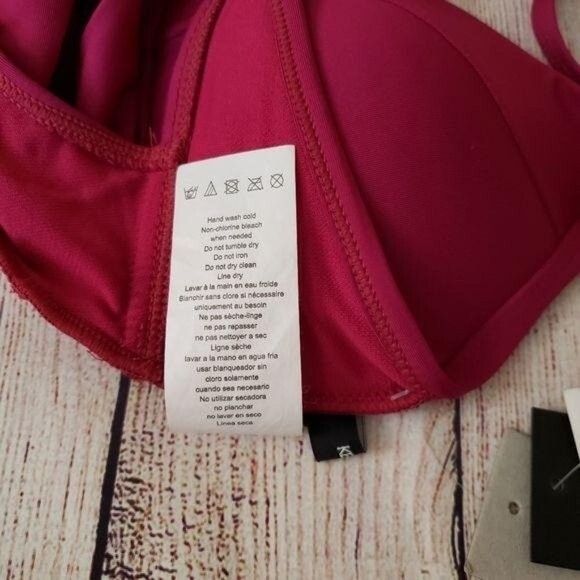 Hand wash cold
Non-chlorine bleach
when needed
Do not tumble dry
Do not iron
Do not dry clean
Line dry
Lavar à la main en eau froide
Blanchir sans clore si nécessaire
uniquement au besoin
Ne pas sèche-linge
ne pas repasser
ne pas nettoyer a sec
Ligne sèche
lavar a la mano en agua fria
usar blanqueador sin
cloro solamente
cuando sea necesario
No utilizar secadora
no planchar
no lavar en seco
Linea seca